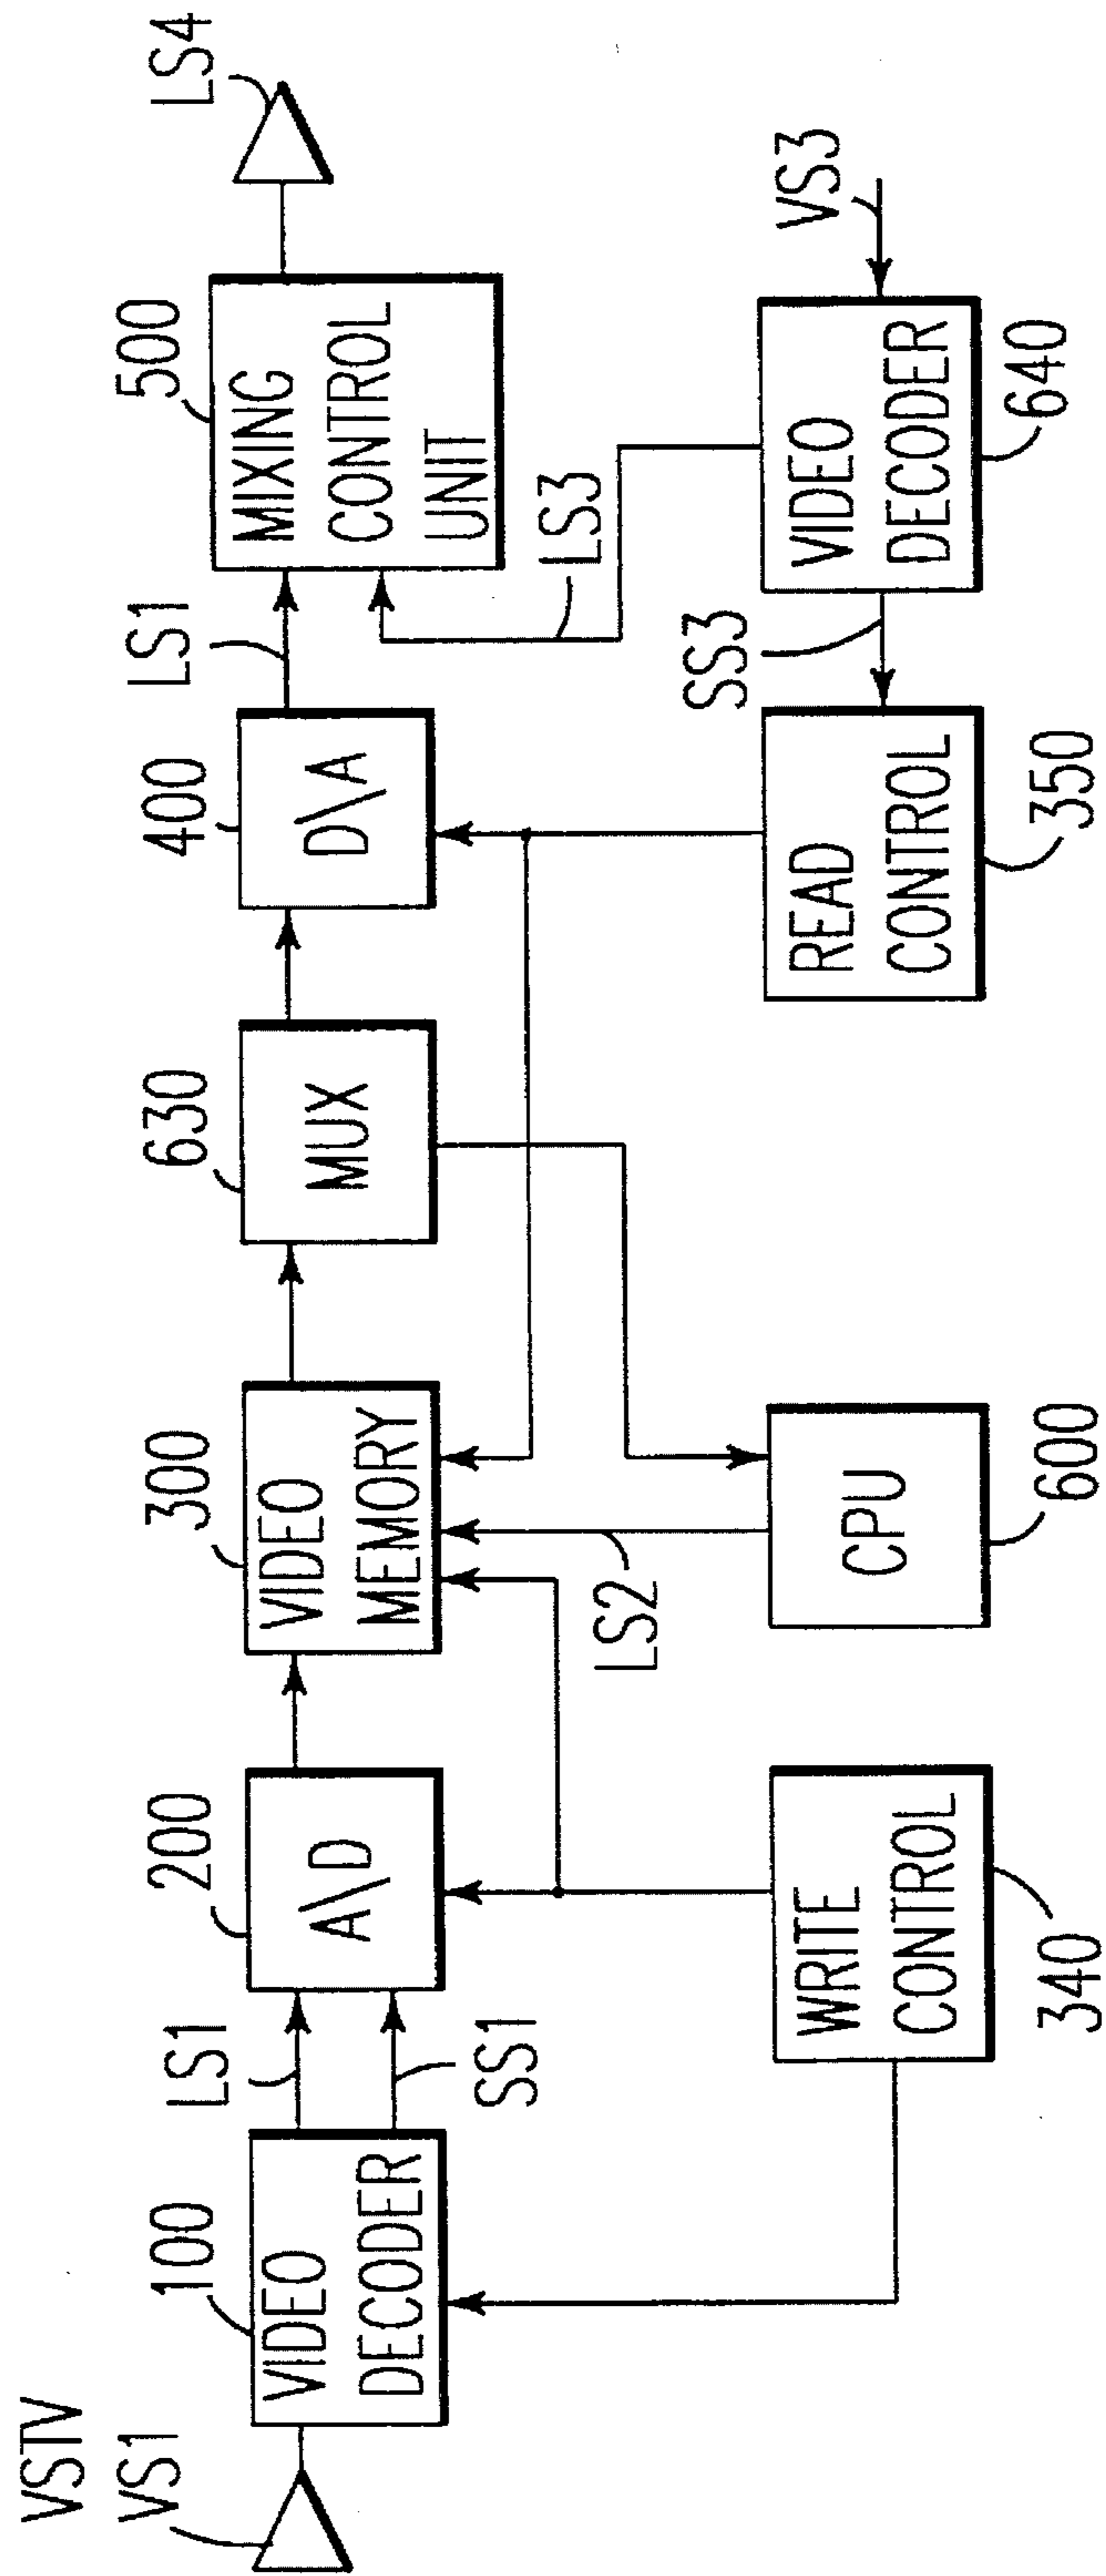 VSTV
VS1
100
VIDEO
DECODER
LS1
SS1
200
A\D
WRITE
CONTROL
340
300
VIDEO
MEMORY
LS2
CPU
600
630
MUX
400
D\A
READ
CONTROL
350
LS1
SS3
500
MIXING
CONTROL
UNIT
LS3
VIDEO
DECODER
640
VS3
LS4